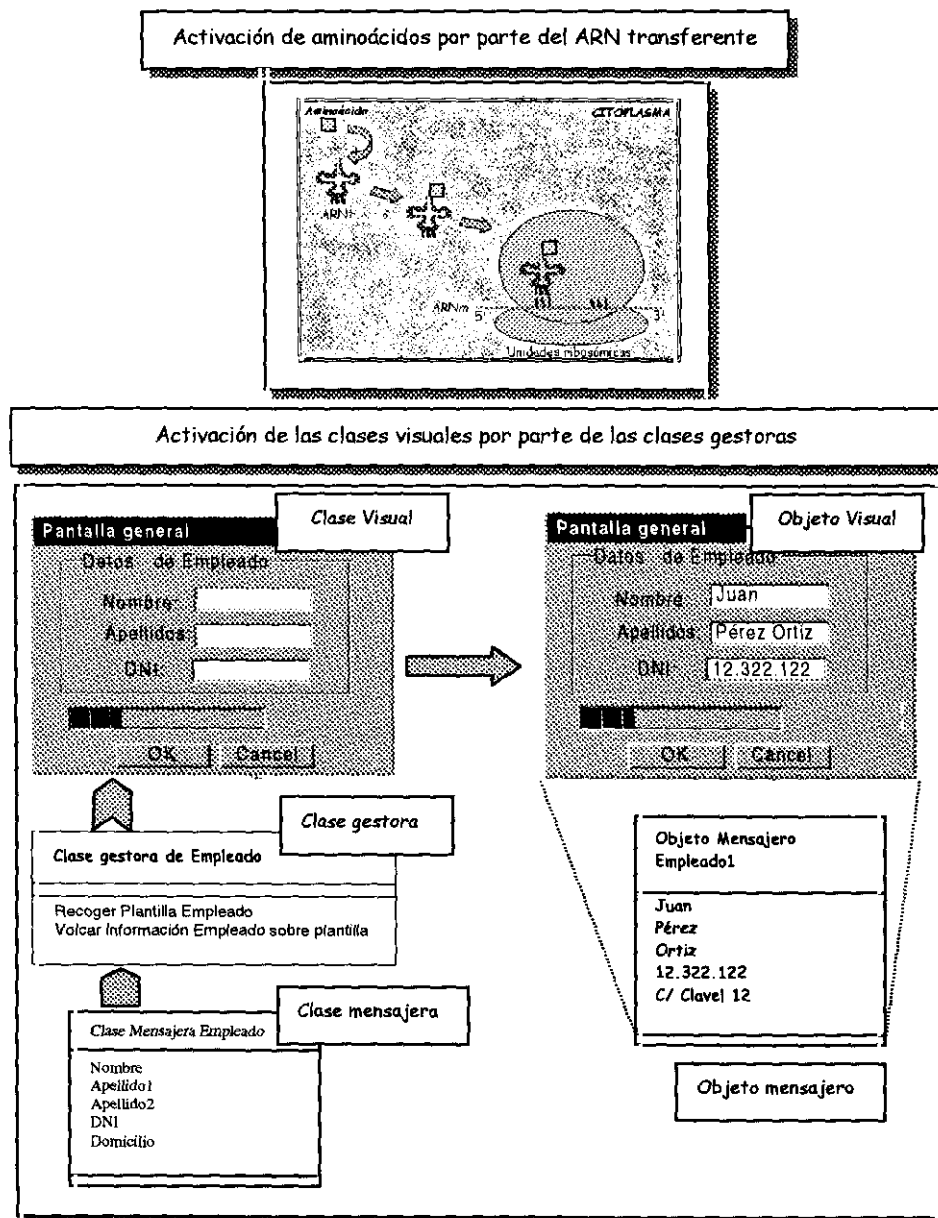 Activación de aminoácidos por parte del ARN transferente
Aminoácido
CITOPLASMA
ARNt
ARNm
5'
3'
Unidades ribosómicas
Activación de las clases visuales por parte de las clases gestoras
Clase Visual
Pantalla general
Datos de Empleado
Nombre:
Apellidos:
DNI:
OK
Cancel
Objeto Visual
Pantalla general
Datos de Empleado
Nombre
Juan
Apellidos:
Pérez Ortiz
DNI:
12.322.122
OK
Cancel
Clase gestora
Clase gestora de Empleado
Recoger Plantilla Empleado
Volcar Información Empleado sobre plantilla
Clase mensajera
Clase Mensajera Empleado
Nombre
Apellido1
Apellido2
DNI
Domicilio
Objeto Mensajero
Empleado1
Juan
Pérez
Ortiz
12.322.122
C/ Clavel 12
Objeto mensajero